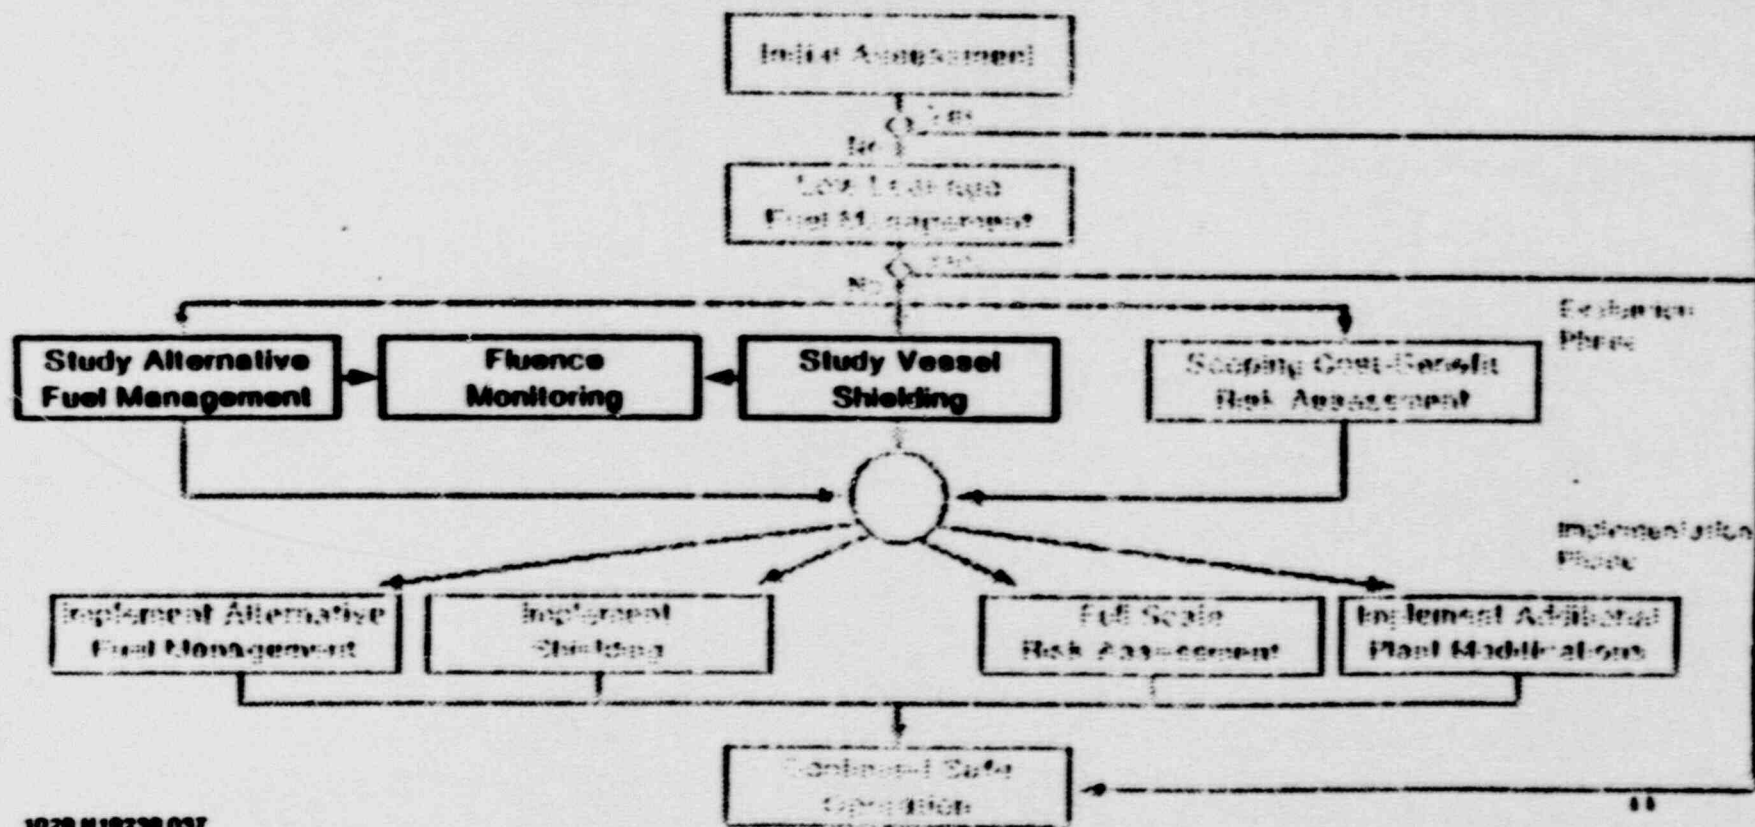 Initial Assessment
Yes
No
Low Leakage
Fuel Management
Yes
No
Evaluation
Phase
Study Alternative
Fuel Management
Fluence
Monitoring
Study Vessel
Shielding
Scoping Cost-Benefit
Risk Assessment
Implementation
Phase
Implement Alternative
Fuel Management
Implement
Shielding
Full Scale
Risk Assessment
Implement Additional
Plant Modifications
Continued Safe
Operation